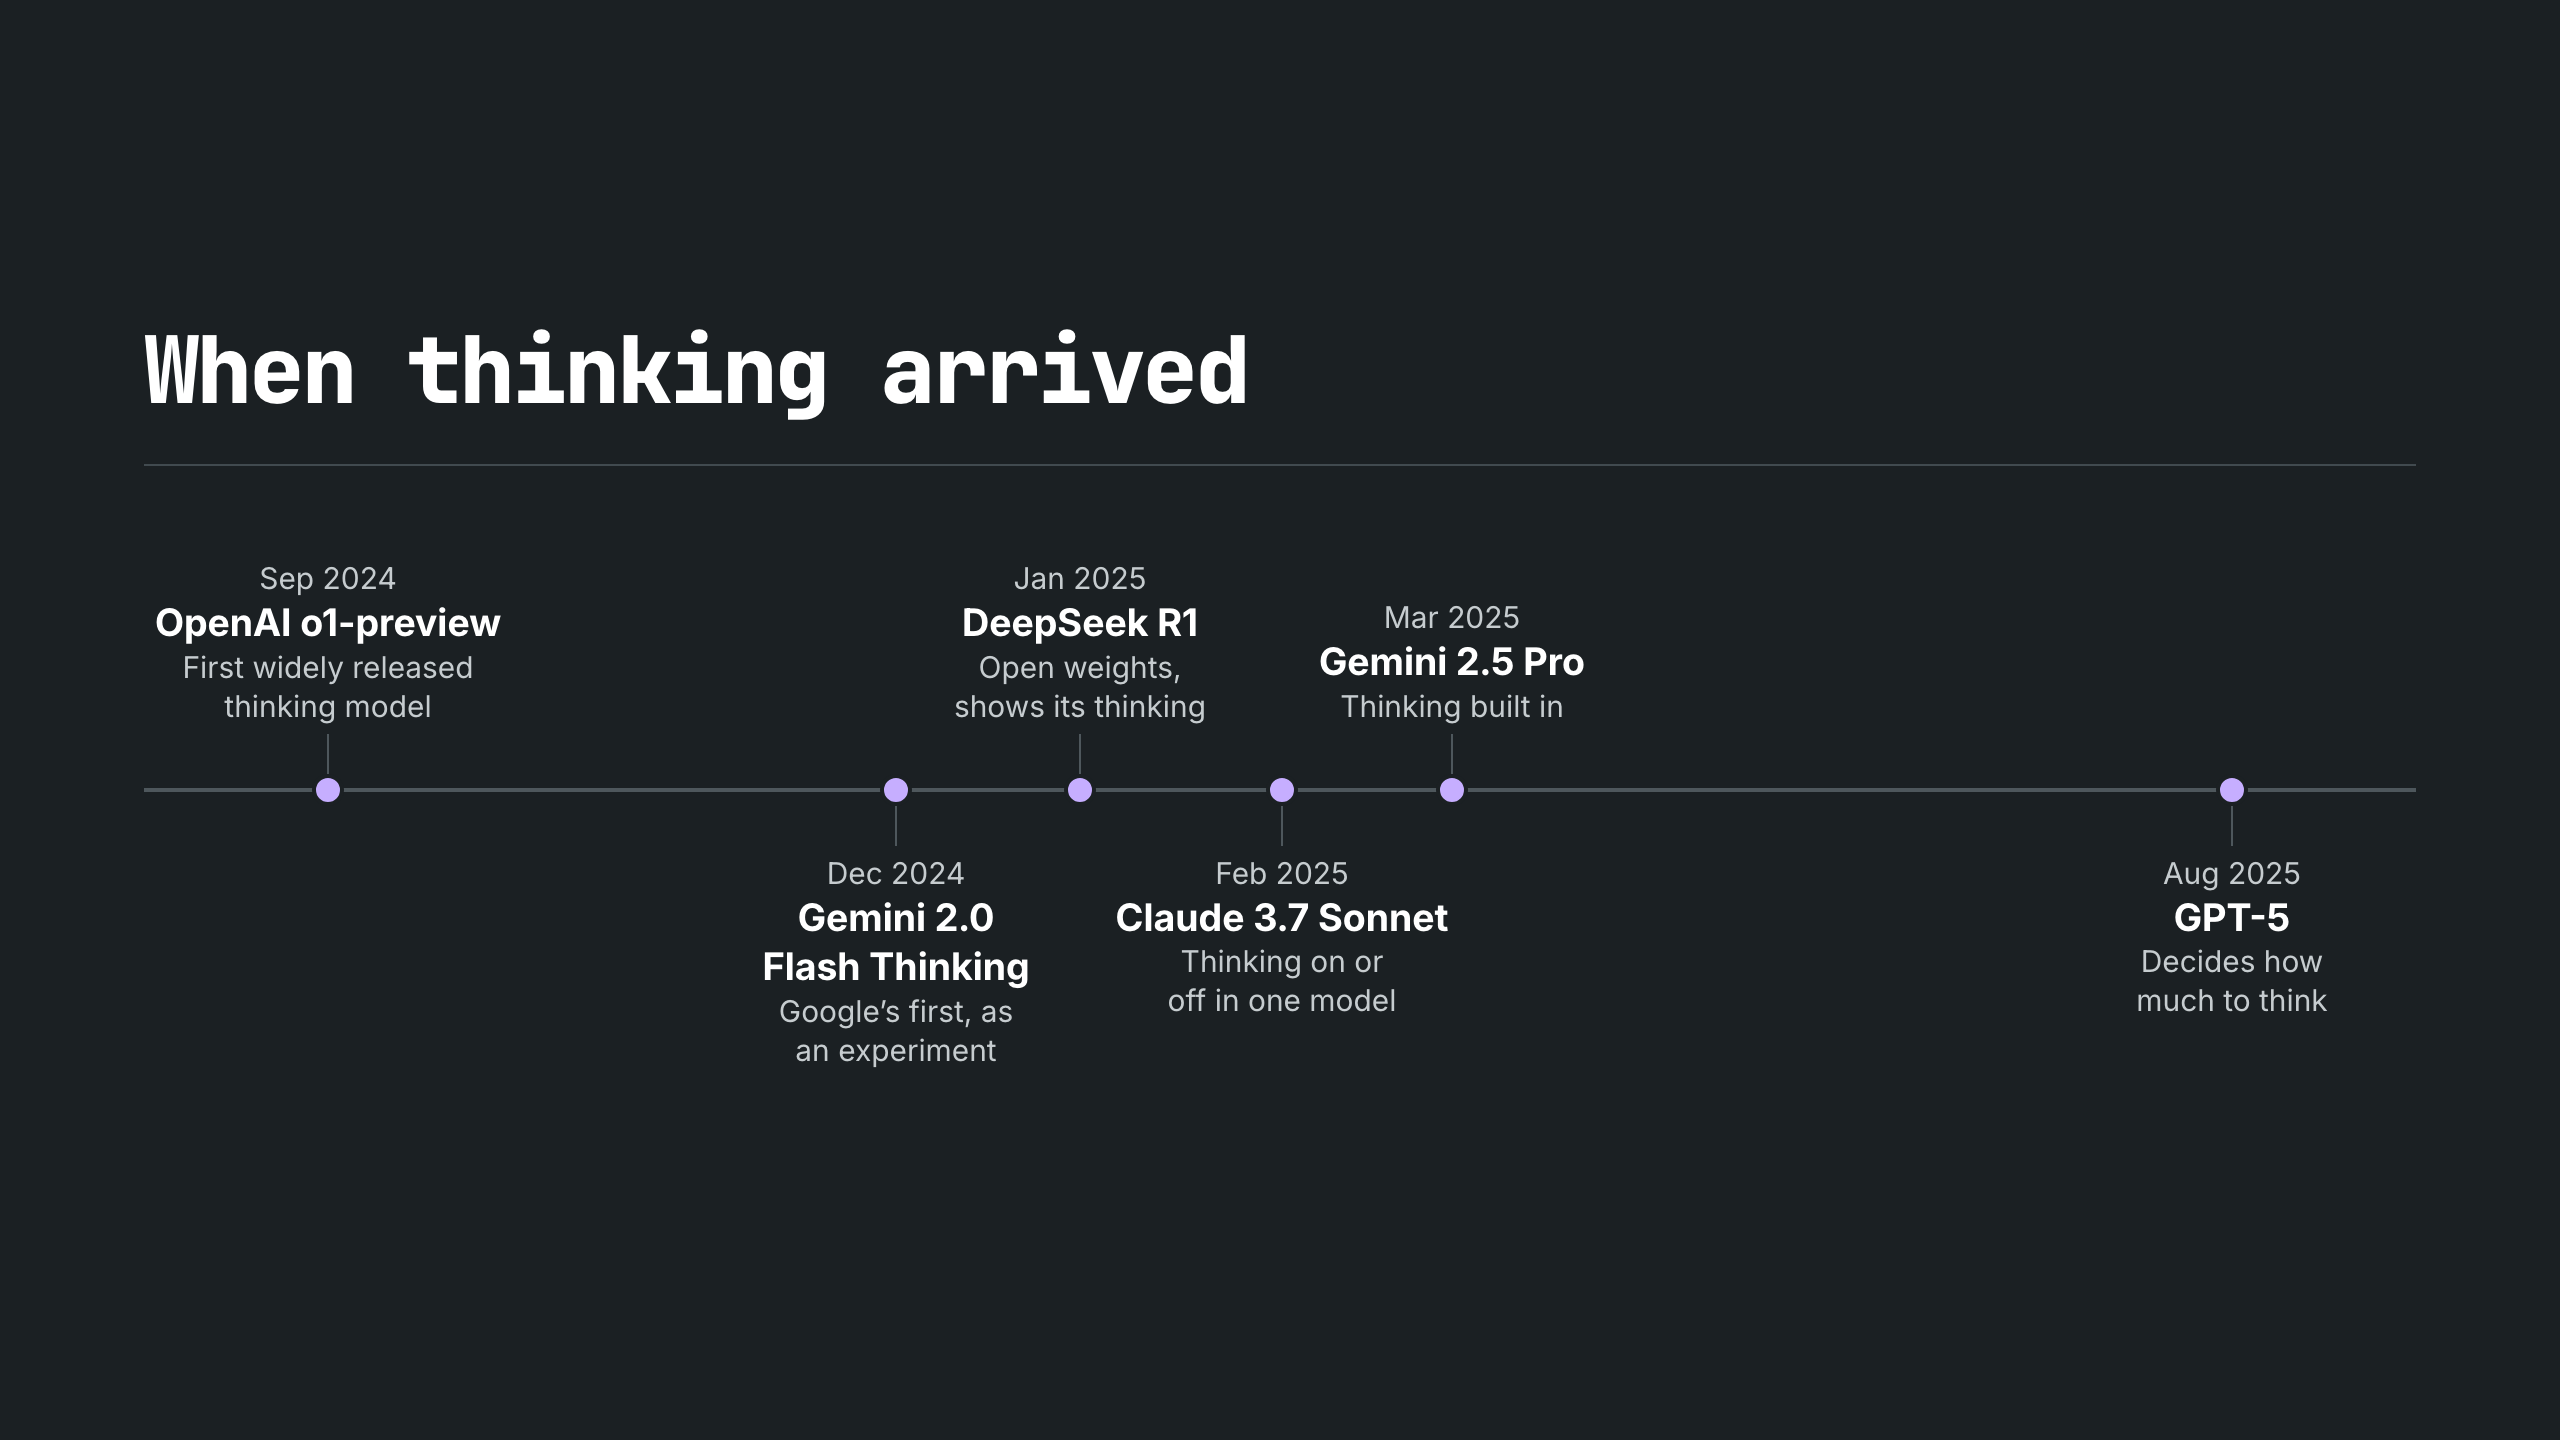 When thinking arrived
Sep 2024
OpenAI o1-preview
First widely released
thinking model
Dec 2024
Gemini 2.0
Flash Thinking
Google’s first, as
an experiment
Jan 2025
DeepSeek R1
Open weights,
shows its thinking
Feb 2025
Claude 3.7 Sonnet
Thinking on or
off in one model
Mar 2025
Gemini 2.5 Pro
Thinking built in
Aug 2025
GPT-5
Decides how
much to think